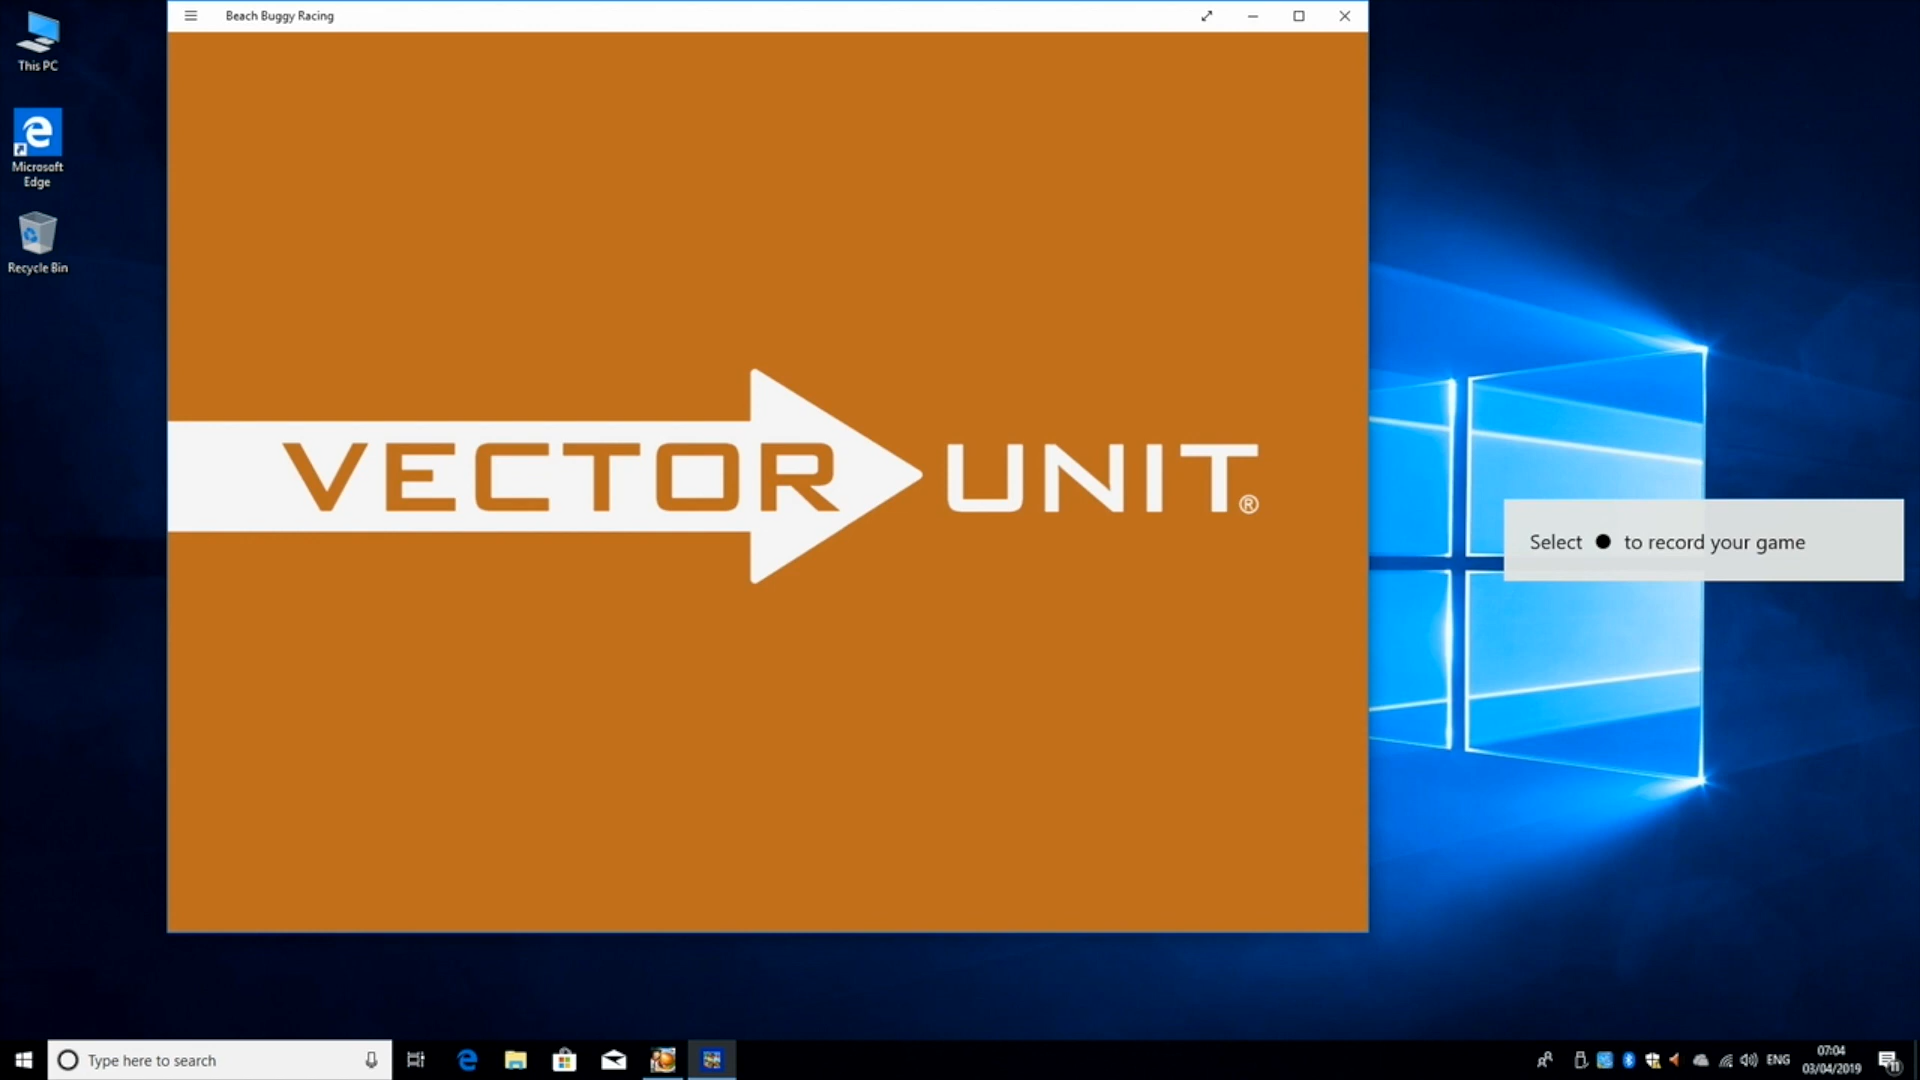 This PC
Microsoft
Edge
Recycle Bin
Beach Buggy Racing
VECTOR UNIT®
Select ● to record your game
Type here to search
ENG
07:04
03/04/2019
11